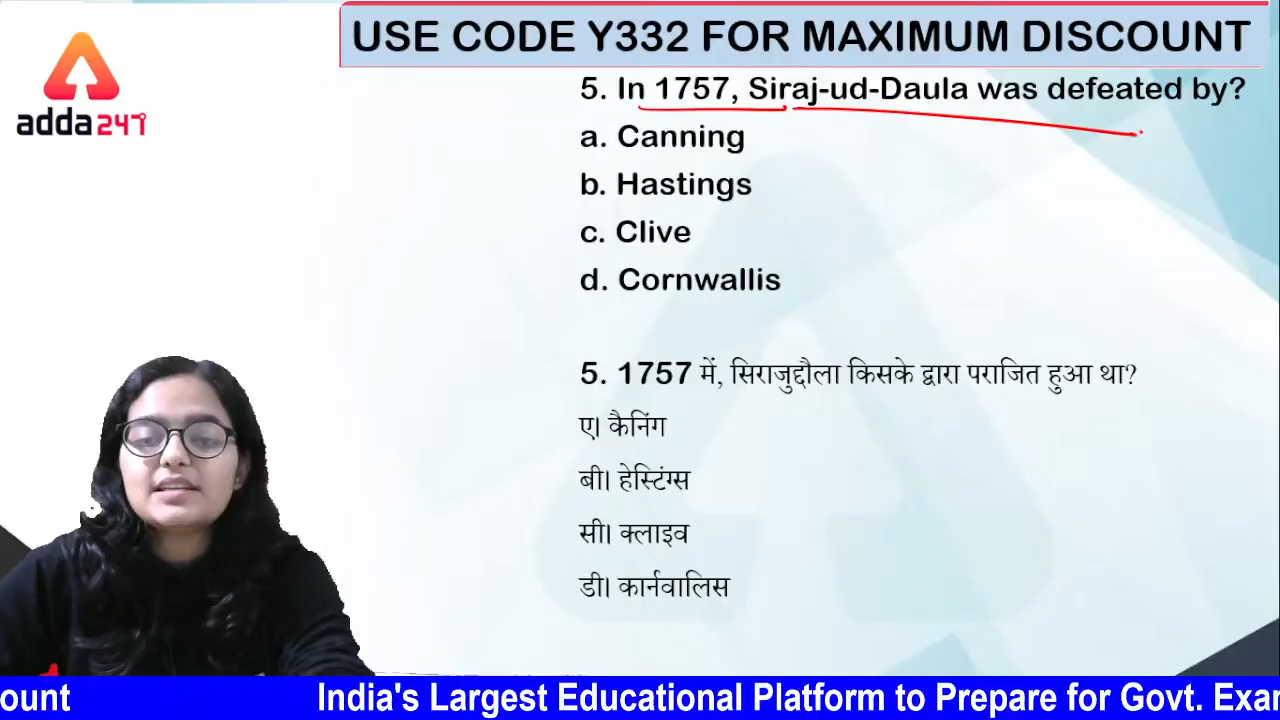 USE CODE Y332 FOR MAXIMUM DISCOUNT
adda247
5. In 1757, Siraj-ud-Daula was defeated by?
a. Canning
b. Hastings
c. Clive
d. Cornwallis
5. 1757 में, सिराजुद्दौला किसके द्वारा पराजित हुआ था?
ए। कैनिंग
बी। हेस्टिंग्स
सी। क्लाइव
डी। कार्नवालिस
ount India's Largest Educational Platform to Prepare for Govt. Exa